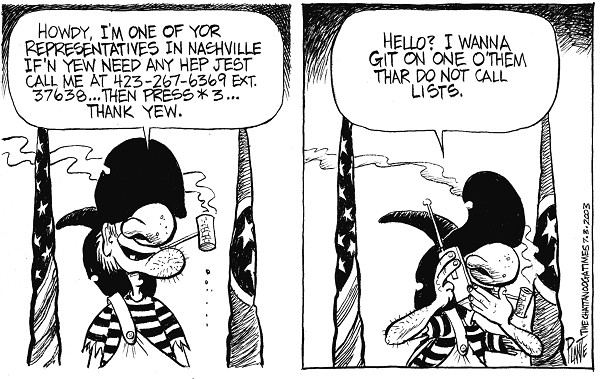 HOWDY, I'M ONE OF YOR
REPRESENTATIVES IN NASHVILLE
IF'N YEW NEED ANY HEP JEST
CALL ME AT 423-267-6369 EXT.
37638...THEN PRESS * 3...
THANK YEW.
HELLO? I WANNA
GIT ON ONE O'THEM
THAR DO NOT CALL
LISTS.
PLANTE
THE CHATTANOOGA TIMES 7.8.2003